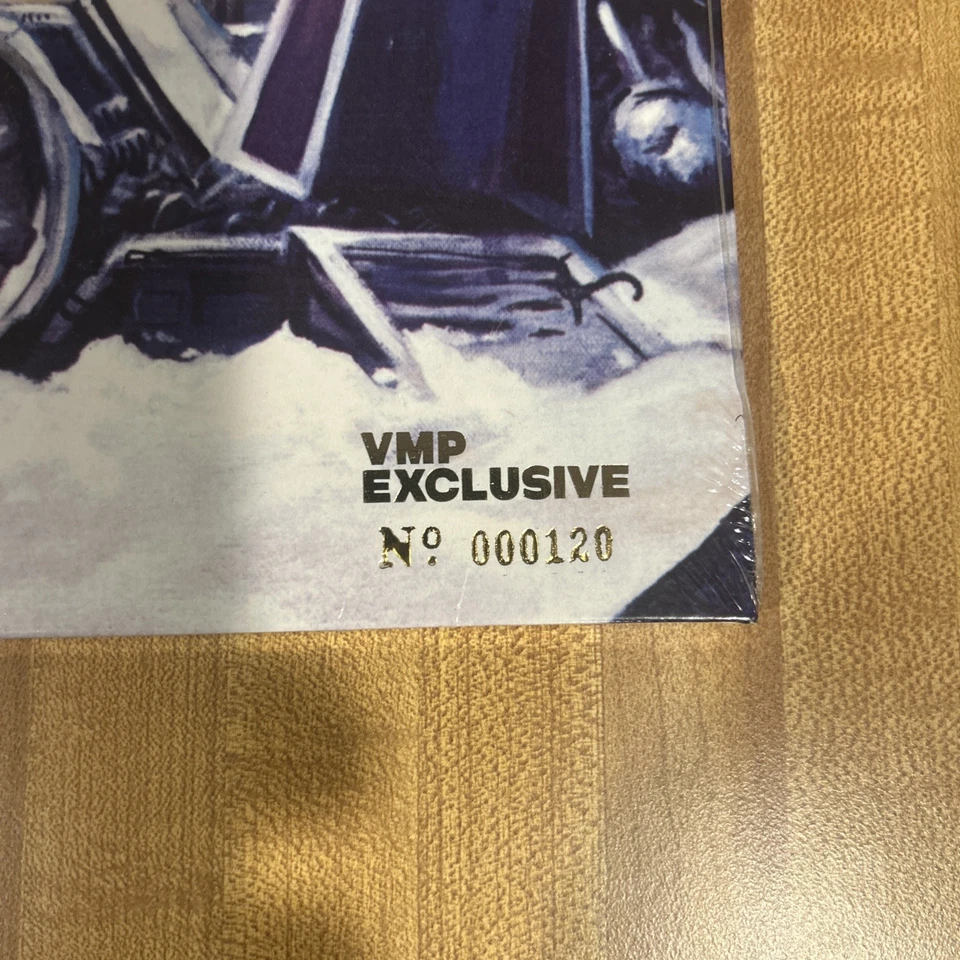 VMP
EXCLUSIVE
Nº 000120